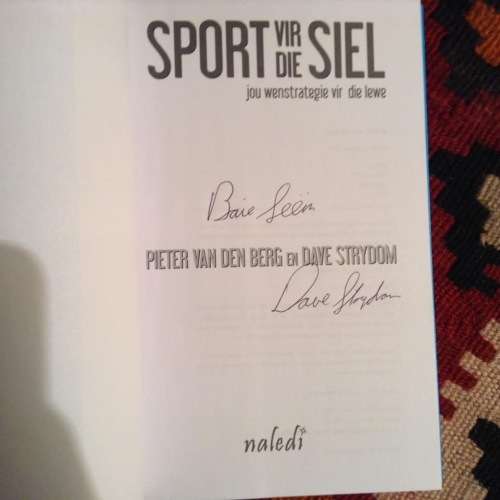 SPORT VIR DIE SIEL
jou wenstrategie vir die lewe
Baie Seën
PIETER VAN DEN BERG EN DAVE STRYDOM
Dave Strydom
naledi